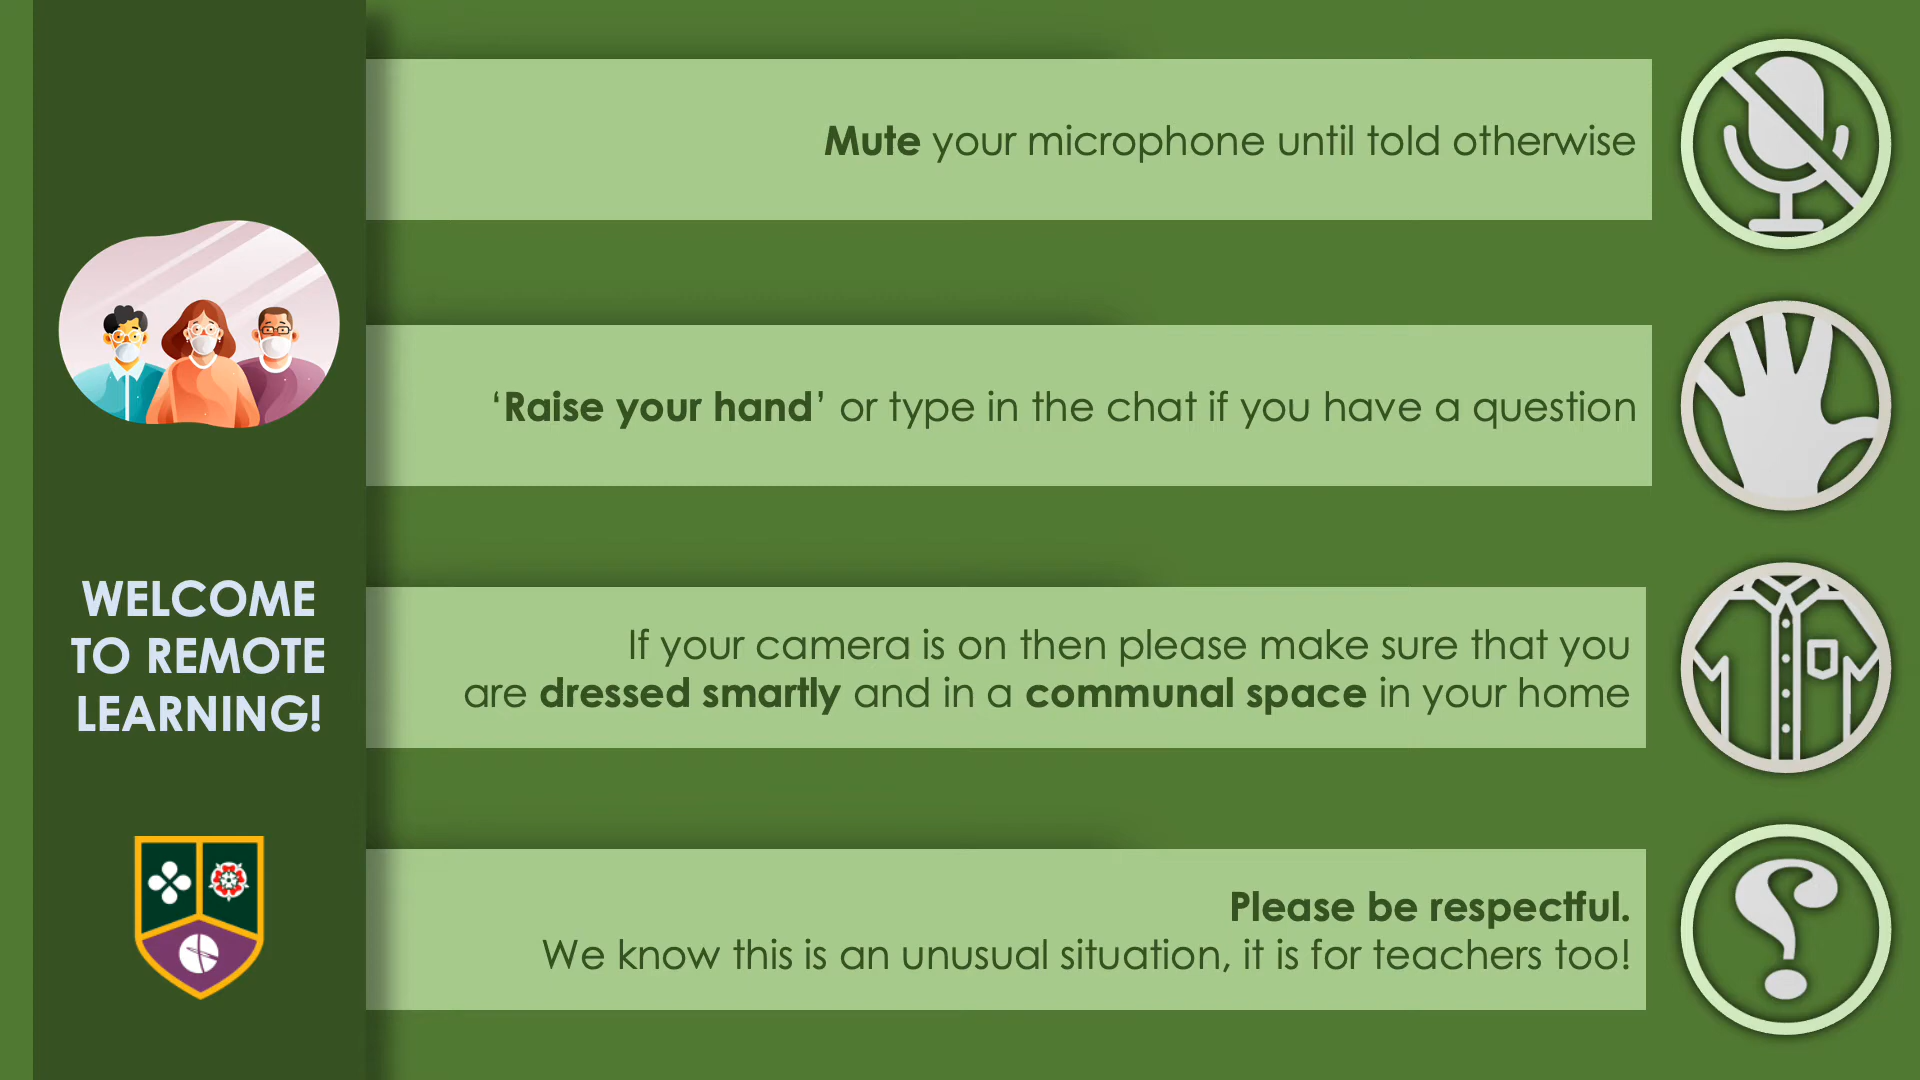 WELCOME
TO REMOTE
LEARNING!
Mute your microphone until told otherwise
‘Raise your hand’ or type in the chat if you have a question
If your camera is on then please make sure that you
are dressed smartly and in a communal space in your home
Please be respectful.
We know this is an unusual situation, it is for teachers too!